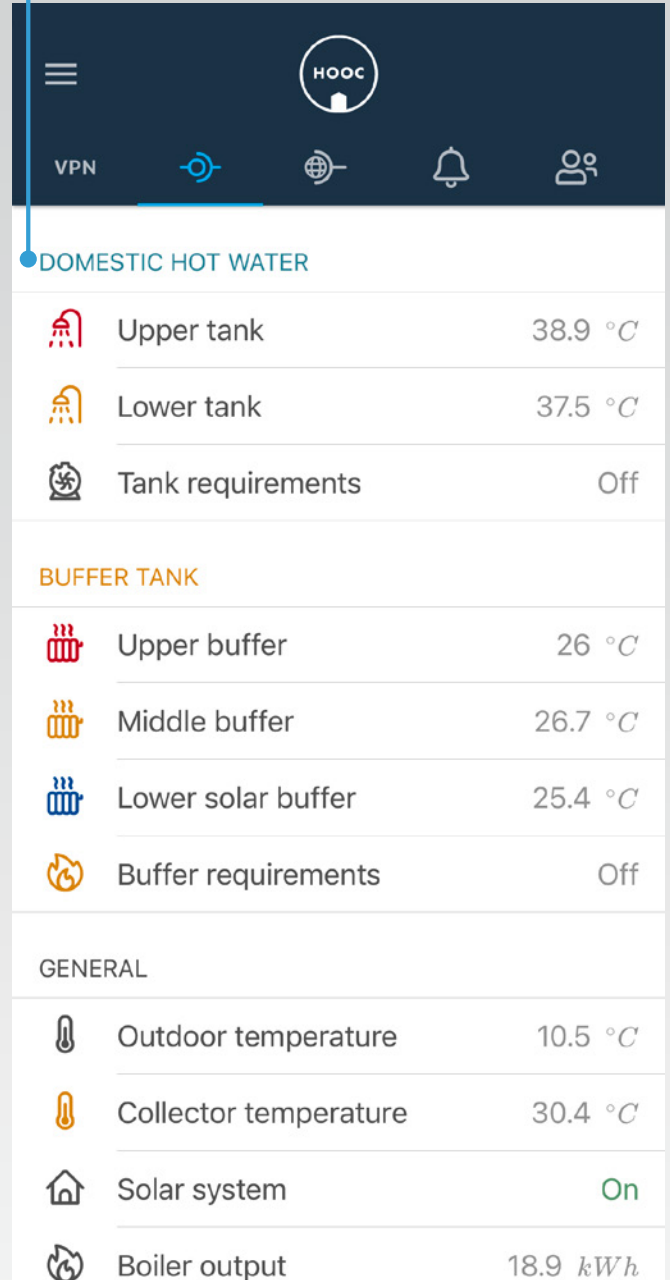 HOOC
VPN
DOMESTIC HOT WATER
Upper tank 38.9 °C
Lower tank 37.5 °C
Tank requirements Off
BUFFER TANK
Upper buffer 26 °C
Middle buffer 26.7 °C
Lower solar buffer 25.4 °C
Buffer requirements Off
GENERAL
Outdoor temperature 10.5 °C
Collector temperature 30.4 °C
Solar system On
Boiler output 18.9 kWh